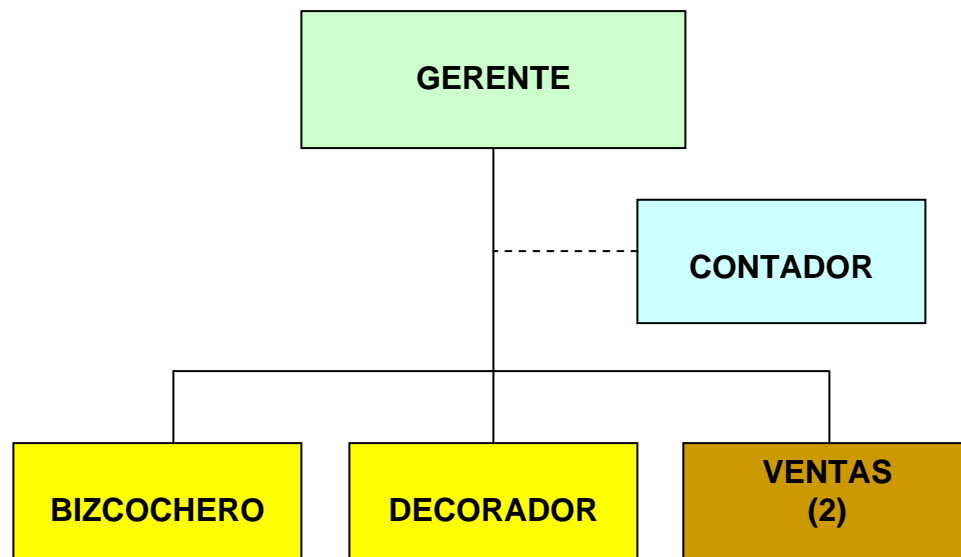 GERENTE
CONTADOR
BIZCOCHERO
DECORADOR
VENTAS
(2)